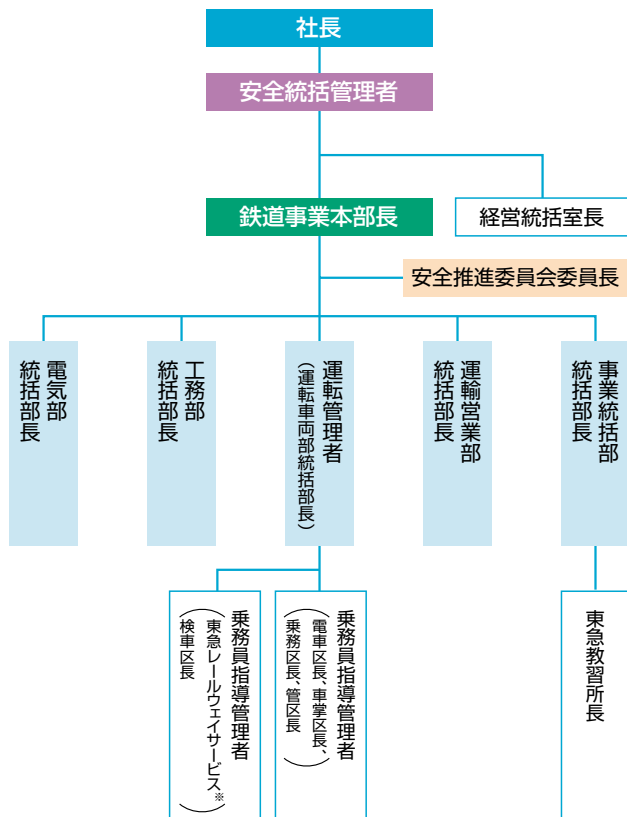 社長
安全統括管理者
鉄道事業本部長
経営統括室長
安全推進委員会委員長
事業統括部
統括部長
運輸営業部
統括部長
運転管理者
（運転車両部統括部長）
工務部
統括部長
電気部
統括部長
東急教習所長
乗務員指導管理者
（電車区長、車掌区長、
乗務区長、管区長）
乗務員指導管理者
（東急レールウェイサービス※
検車区長）